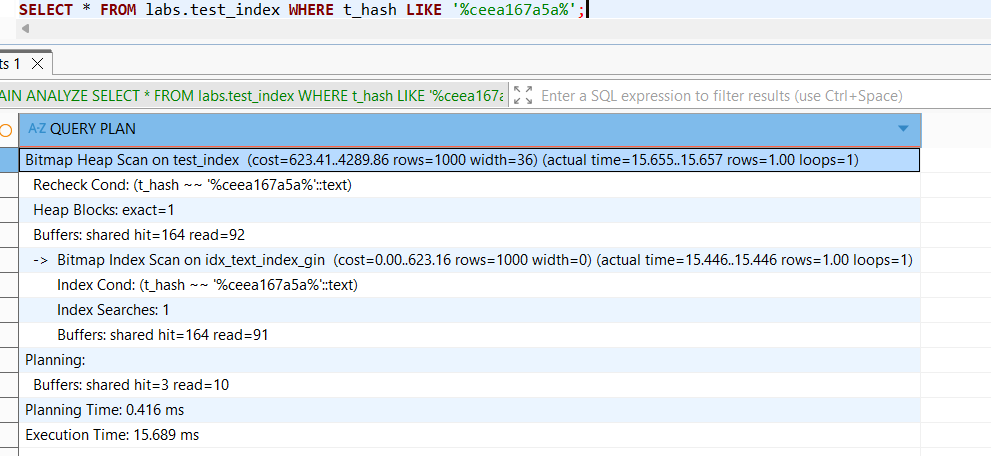 SELECT * FROM labs.test_index WHERE t_hash LIKE '%ceea167a5a%';
ts 1
AIN ANALYZE SELECT * FROM labs.test_index WHERE t_hash LIKE '%ceea167a Enter a SQL expression to filter results (use Ctrl+Space)
A-Z QUERY PLAN
Bitmap Heap Scan on test_index (cost=623.41..4289.86 rows=1000 width=36) (actual time=15.655..15.657 rows=1.00 loops=1)
Recheck Cond: (t_hash ~~ '%ceea167a5a%'::text)
Heap Blocks: exact=1
Buffers: shared hit=164 read=92
-> Bitmap Index Scan on idx_text_index_gin (cost=0.00..623.16 rows=1000 width=0) (actual time=15.446..15.446 rows=1.00 loops=1)
Index Cond: (t_hash ~~ '%ceea167a5a%'::text)
Index Searches: 1
Buffers: shared hit=164 read=91
Planning:
Buffers: shared hit=3 read=10
Planning Time: 0.416 ms
Execution Time: 15.689 ms